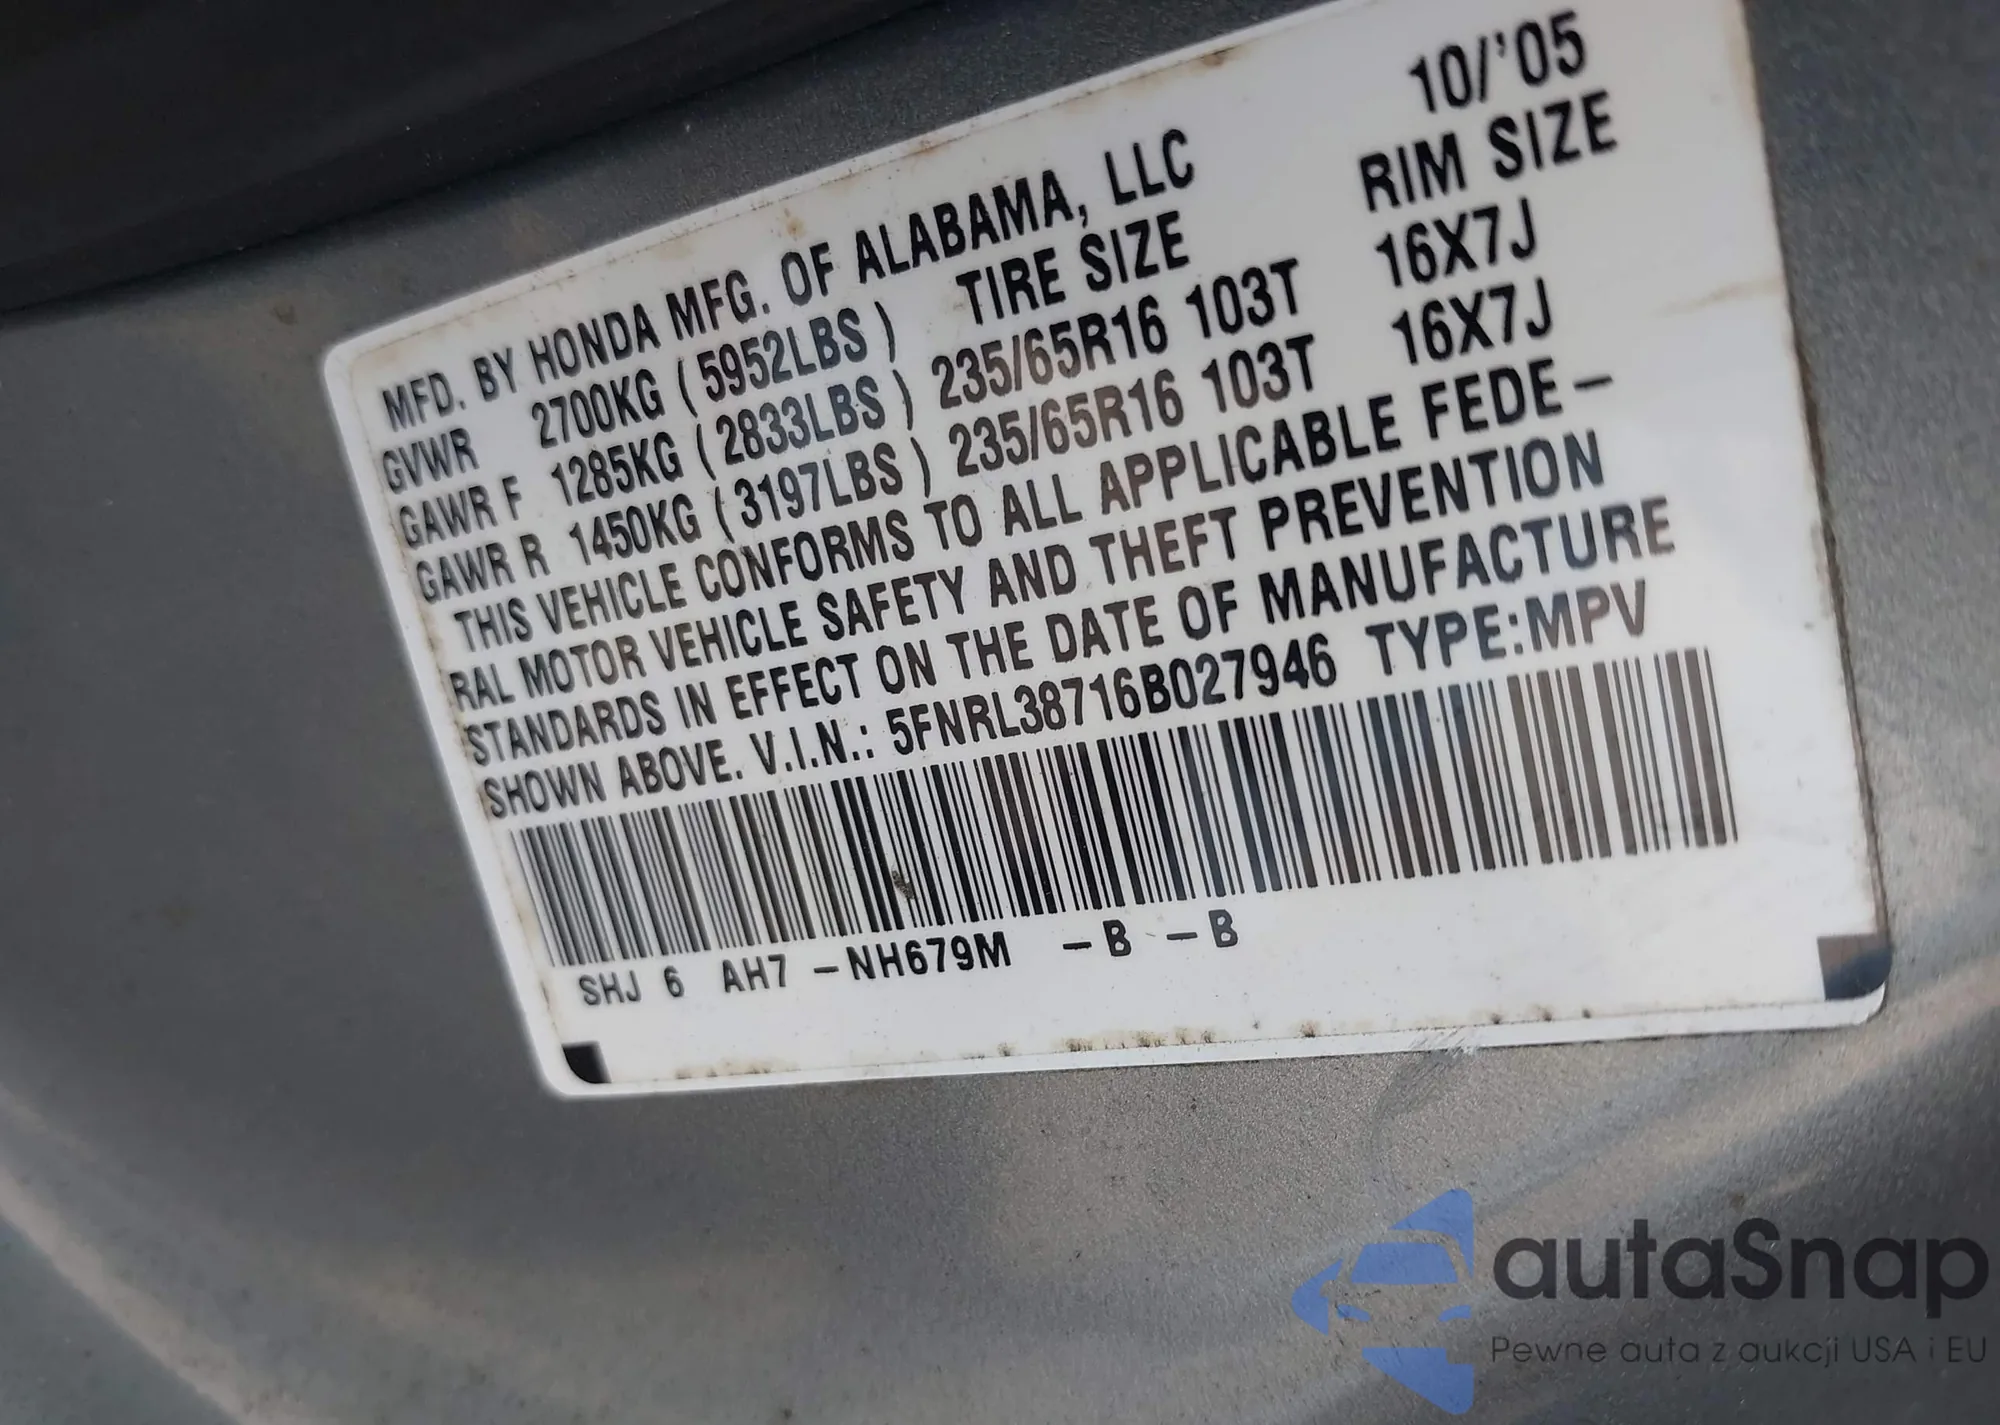 10/'05
MFD. BY HONDA MFG. OF ALABAMA, LLC
TIRE SIZE RIM SIZE
GVWR 2700KG (5952LBS)
GAWR F 1285KG (2833LBS) 235/65R16 103T 16X7J
GAWR R 1450KG (3197LBS) 235/65R16 103T 16X7J
THIS VEHICLE CONFORMS TO ALL APPLICABLE FEDE-
RAL MOTOR VEHICLE SAFETY AND THEFT PREVENTION
STANDARDS IN EFFECT ON THE DATE OF MANUFACTURE
SHOWN ABOVE. V.I.N.: 5FNRL38716B027946 TYPE:MPV
SHJ 6 AH7 -NH679M -B -B
autaSnap
Pewne auta z aukcji USA i EU